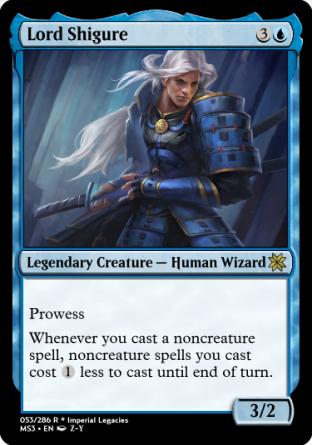 Lord Shigure 3
Legendary Creature — Human Wizard
Prowess
Whenever you cast a noncreature
spell, noncreature spells you cast
cost 1 less to cast until end of turn.
053/286 R * Imperial Legacies
MS3 • EN Z-Y
3/2